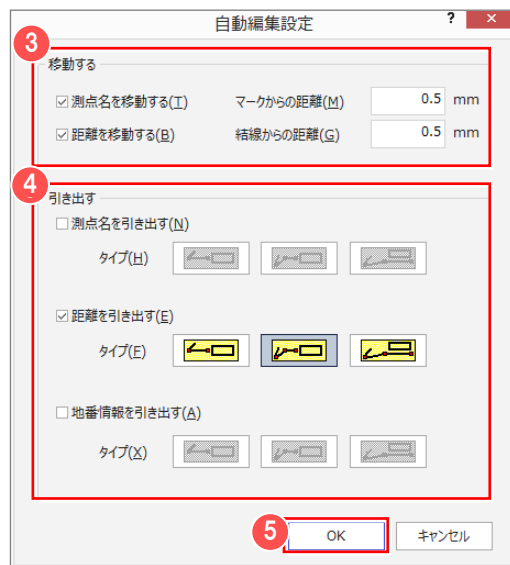 自動編集設定
? ×
3
移動する
測点名を移動する(T) マークからの距離(M) 0.5 mm
距離を移動する(B) 結線からの距離(G) 0.5 mm
4
引き出す
測点名を引き出す(N)
タイプ(H)
距離を引き出す(E)
タイプ(F)
地番情報を引き出す(A)
タイプ(X)
5 OK キャンセル